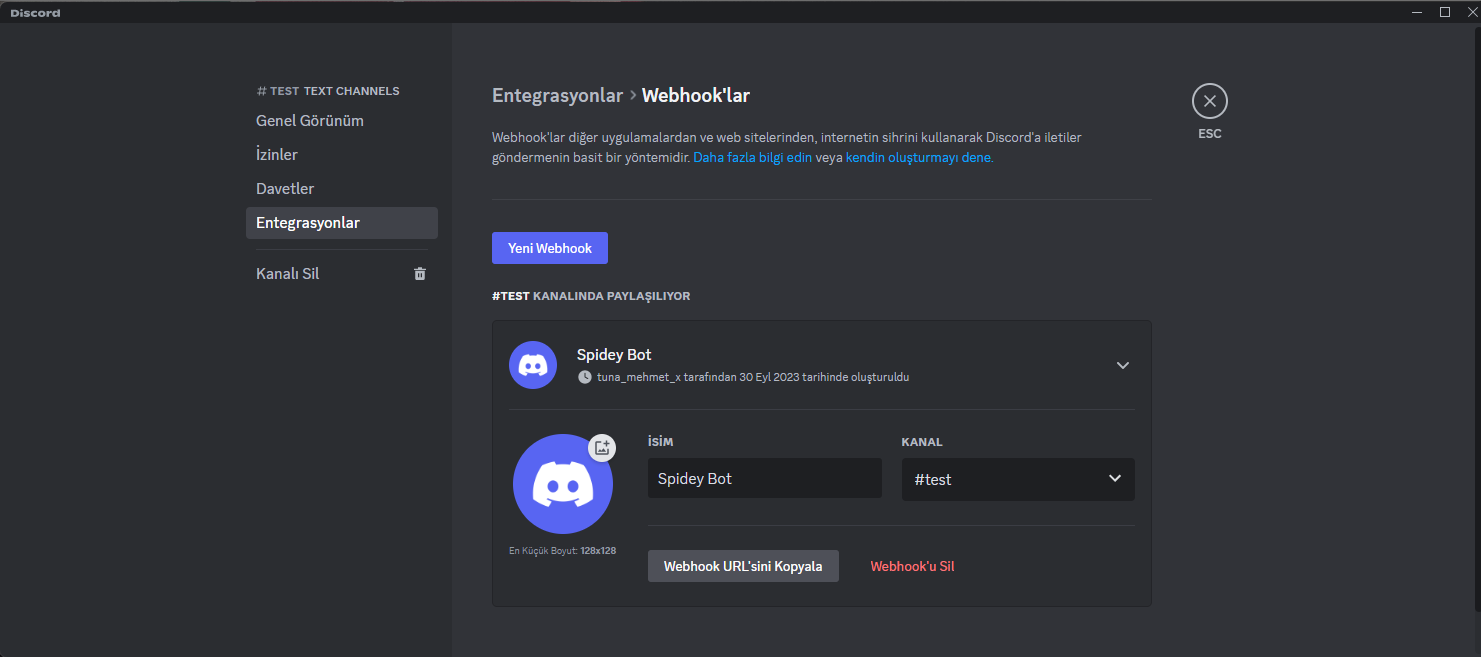 Discord
# TEST TEXT CHANNELS
Genel Görünüm
İzinler
Davetler
Entegrasyonlar
Kanalı Sil
Entegrasyonlar > Webhook'lar
Webhook'lar diğer uygulamalardan ve web sitelerinden, internetin sihrini kullanarak Discord'a iletiler
göndermenin basit bir yöntemidir. Daha fazla bilgi edin veya kendin oluşturmayı dene.
ESC
Yeni Webhook
#TEST KANALINDA PAYLAŞILIYOR
Spidey Bot
tuna_mehmet_x tarafından 30 Eyl 2023 tarihinde oluşturuldu
En Küçük Boyut: 128x128
İSİM
Spidey Bot
KANAL
#test
Webhook URL'sini Kopyala
Webhook'u Sil